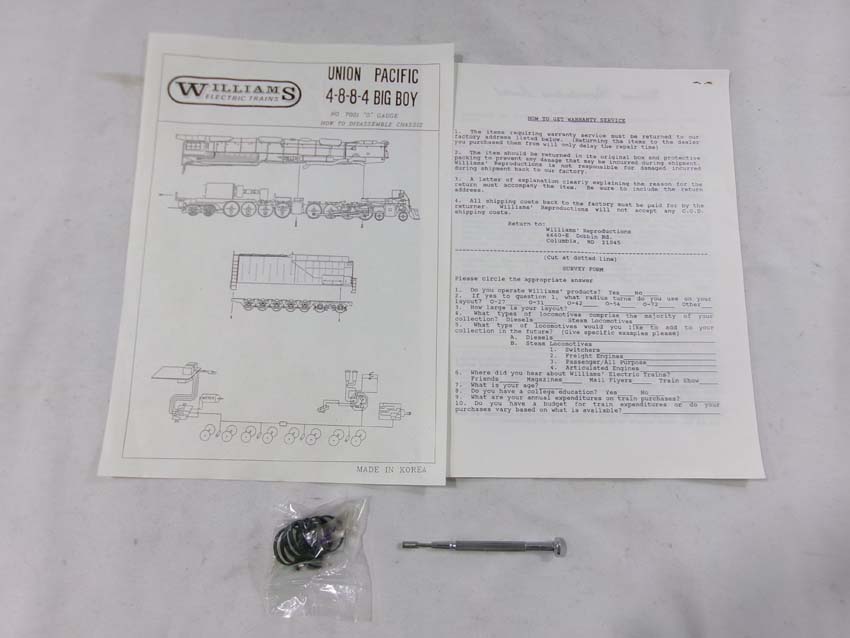 WILLIAMS
ELECTRIC TRAINS
UNION PACIFIC
4-8-8-4 BIG BOY
NO 7001 "O" GAUGE
HOW TO DISASSEMBLE CHASSIS
MADE IN KOREA
HOW TO GET WARRANTY SERVICE
1. The items requiring warranty service must be returned to our
factory address listed below. (Returning the items to the dealer
you purchased them from will only delay the repair time)
2. The item should be returned in its original box and protective
packing to prevent any damage that may be incurred during shipment.
Williams' Reproductions is not responsible for damaged incurred
during shipment back to our factory.
3. A letter of explanation clearly explaining the reason for the
return must accompany the item. Be sure to include the return
address.
4. All shipping costs back to the factory must be paid for by the
returner. Williams' Reproductions will not accept any C.O.D.
shipping costs.
Return to:
Williams' Reproductions
6660-E Dobbin Rd.
Columbia, MD 21045
(Cut at dotted line)
SURVEY FORM
Please circle the appropriate answer
1. Do you operate Williams' products? Yes No
2. If yes to question 1, what radius turns do you use on your
layout? O-27 O-31 O-42 O-54 O-72 Other
3. How large is your layout?
4. What types of locomotives comprise the majority of your
collection? Diesels Steam Locomotives
5. What type of locomotives would you like to add to your
collection in the future? (Give specific examples please)
A. Diesels
B. Steam Locomotives
1. Switchers
2. Freight Engines
3. Passenger/All Purpose
4. Articulated Engines
6. Where did you hear about Williams' Electric Trains?
Friends Magazines Mail Flyers Train Show
7. What is your age?
8. Do you have a college education? Yes No
9. What are your annual expenditures on train purchases?
10. Do you have a budget for train expenditures or do your
purchases vary based on what is available?